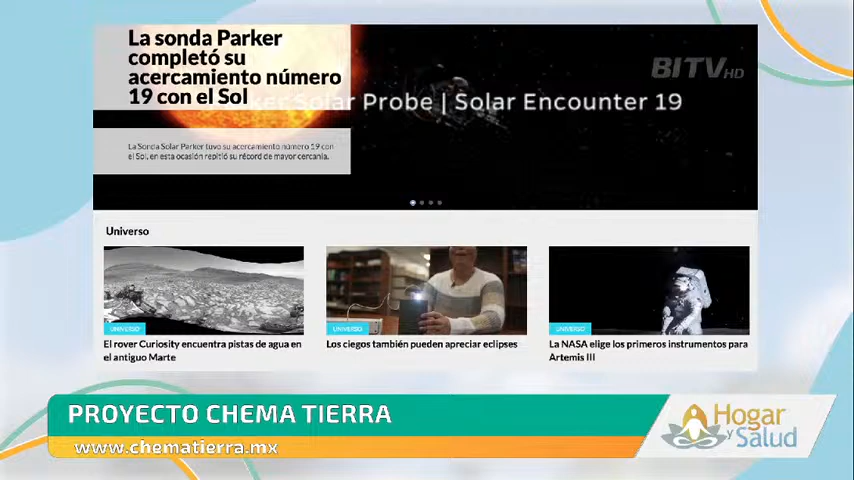 La sonda Parker
completó su
acercamiento número
19 con el Sol
ker Solar Probe | Solar Encounter 19
BITV HD
La Sonda Solar Parker tuvo su acercamiento número 19 con
el Sol, en esta ocasión repitió su récord de mayor cercanía.
Universo
UNIVERSO
UNIVERSO
UNIVERSO
El rover Curiosity encuentra pistas de agua en
el antiguo Marte
Los ciegos también pueden apreciar eclipses
La NASA elige los primeros instrumentos para
Artemis III
PROYECTO CHEMA TIERRA
www.chematierra.mx
Hogar
y Salud